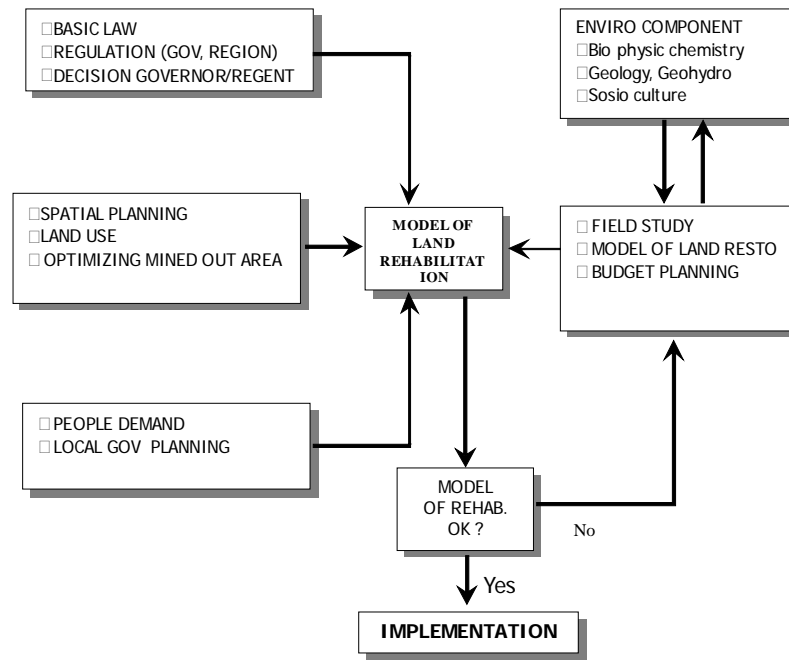 □BASIC LAW
□REGULATION (GOV, REGION)
□DECISION GOVERNOR/REGENT
ENVIRO COMPONENT
□Bio physic chemistry
□Geology, Geohydro
□Sosio culture
□SPATIAL PLANNING
□LAND USE
□ OPTIMIZING MINED OUT AREA
MODEL OF
LAND
REHABILITAT
ION
□ FIELD STUDY
□ MODEL OF LAND RESTO
□ BUDGET PLANNING
□ PEOPLE DEMAND
□ LOCAL GOV PLANNING
MODEL
OF REHAB.
OK ?
No
Yes
IMPLEMENTATION